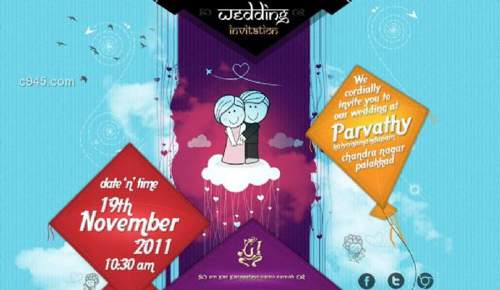 wedding
invitation
c945.com
We
cordially
invite you to
our wedding at
Parvathy
kalyanamandapam
chandra nagar
palakkad
date 'n' time
19th
November
2011
10:30 am